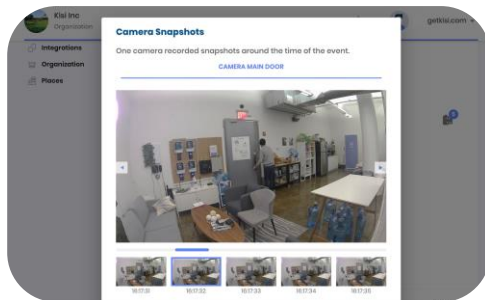 Kisi Inc
Organization
getkisi.com
Integrations
Organization
Places
Camera Snapshots
One camera recorded snapshots around the time of the event.
CAMERA MAIN DOOR
16:17:31
16:17:32
16:17:33
16:17:34
16:17:35